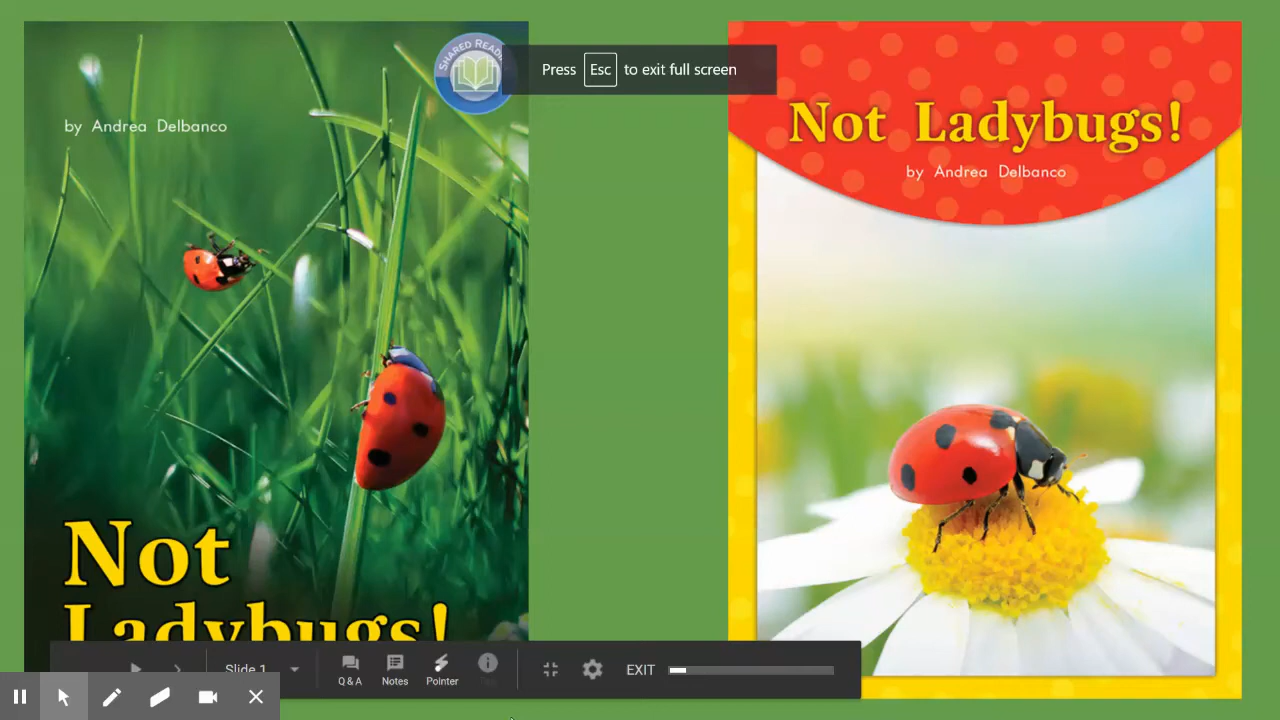 SHARED READ
by Andrea Delbanco
Not
Ladybugs!
Press Esc to exit full screen
Not Ladybugs!
by Andrea Delbanco
Slide 1
Q & A
Notes
Pointer
EXIT